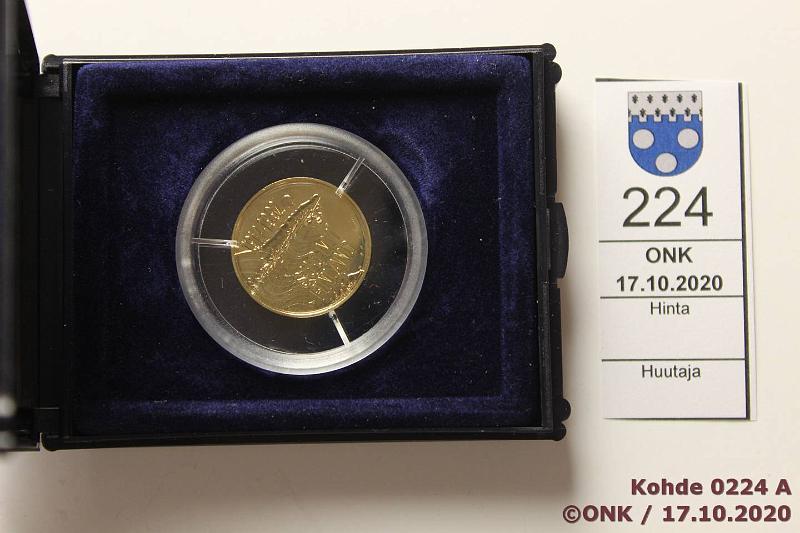 224
ONK
17.10.2020
Hinta
Huutaja
Kohde 0224 A
©ONK / 17.10.2020